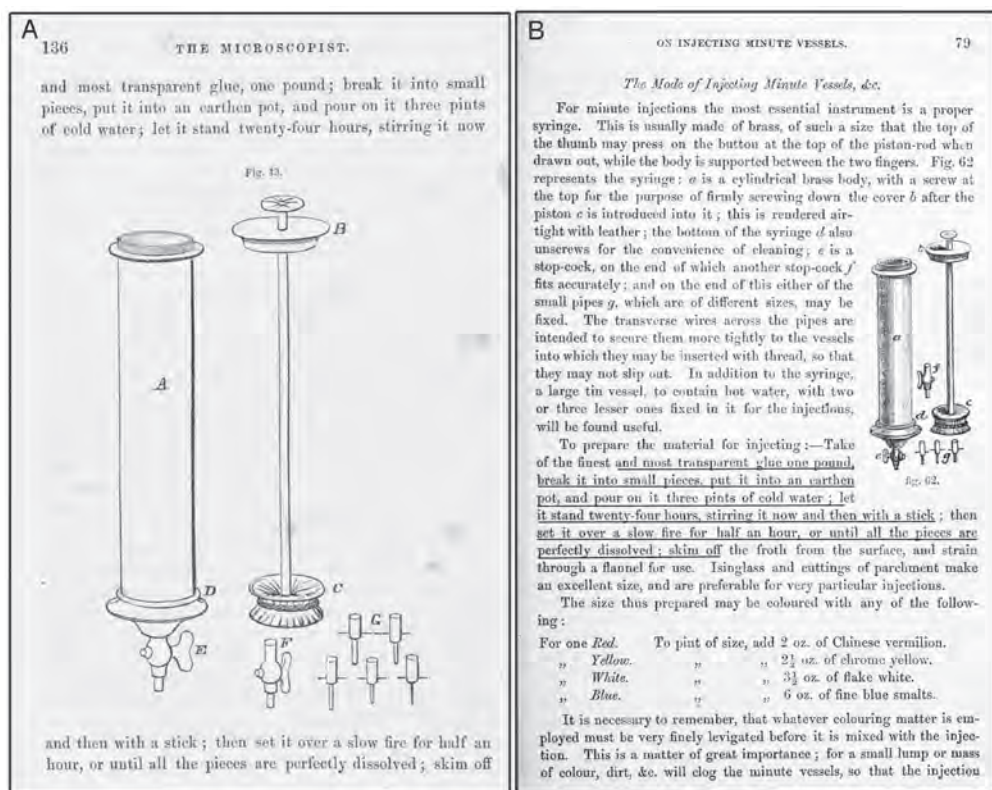 A
136 THE MICROSCOPIST.
and most transparent glue, one pound; break it into small
pieces, put it into an earthen pot, and pour on it three pints
of cold water; let it stand twenty-four hours, stirring it now
Fig. 13.
B
A
D
C
G
E
F
and then with a stick; then set it over a slow fire for half an
hour, or until all the pieces are perfectly dissolved; skim off
B
ON INJECTING MINUTE VESSELS. 79
The Mode of Injecting Minute Vessels, &c.
For minute injections the most essential instrument is a proper
syringe. This is usually made of brass, of such a size that the top of
the thumb may press on the button at the top of the piston-rod when
drawn out, while the body is supported between the two fingers. Fig. 62
represents the syringe: a is a cylindrical brass body, with a screw at
the top for the purpose of firmly screwing down the cover b after the
piston c is introduced into it; this is rendered air-
tight with leather; the bottom of the syringe d also
unscrews for the convenience of cleaning; e is a
stop-cock, on the end of which another stop-cock f
fits accurately; and on the end of this either of the
small pipes g, which are of different sizes, may be
fixed. The transverse wires across the pipes are
intended to secure them more tightly to the vessels
into which they may be inserted with thread, so that
they may not slip out. In addition to the syringe,
a large tin vessel, to contain hot water, with two
or three lesser ones fixed in it for the injections,
will be found useful.
b
a
f
c
d
e
g
fig. 62.
To prepare the material for injecting:—Take
of the finest and most transparent glue one pound,
break it into small pieces, put it into an earthen
pot, and pour on it three pints of cold water; let
it stand twenty-four hours, stirring it now and then with a stick; then
set it over a slow fire for half an hour, or until all the pieces are
perfectly dissolved; skim off the froth from the surface, and strain
through a flannel for use. Isinglass and cuttings of parchment make
an excellent size, and are preferable for very particular injections.
The size thus prepared may be coloured with any of the follow-
ing:
For one Red. To pint of size, add 2 oz. of Chinese vermilion.
„ Yellow. „ „ 2¼ oz. of chrome yellow.
„ White. „ „ 3½ oz. of flake white.
„ Blue. „ „ 6 oz. of fine blue smalts.
It is necessary to remember, that whatever colouring matter is em-
ployed must be very finely levigated before it is mixed with the injec-
tion. This is a matter of great importance; for a small lump or mass
of colour, dirt, &c. will clog the minute vessels, so that the injection